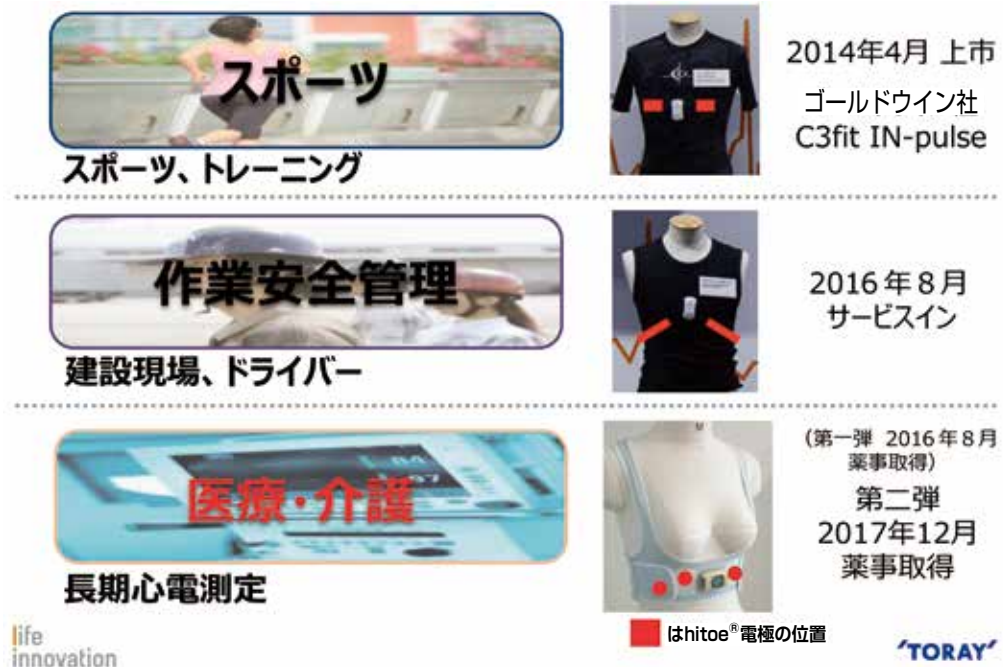 スポーツ
スポーツ、トレーニング
2014年4月 上市
ゴールドウイン社
C3fit IN-pulse
作業安全管理
建設現場、ドライバー
2016年8月
サービスイン
医療・介護
長期心電測定
(第一弾 2016年8月
薬事取得)
第二弾
2017年12月
薬事取得
はhitoe®電極の位置
life
innovation
'TORAY'